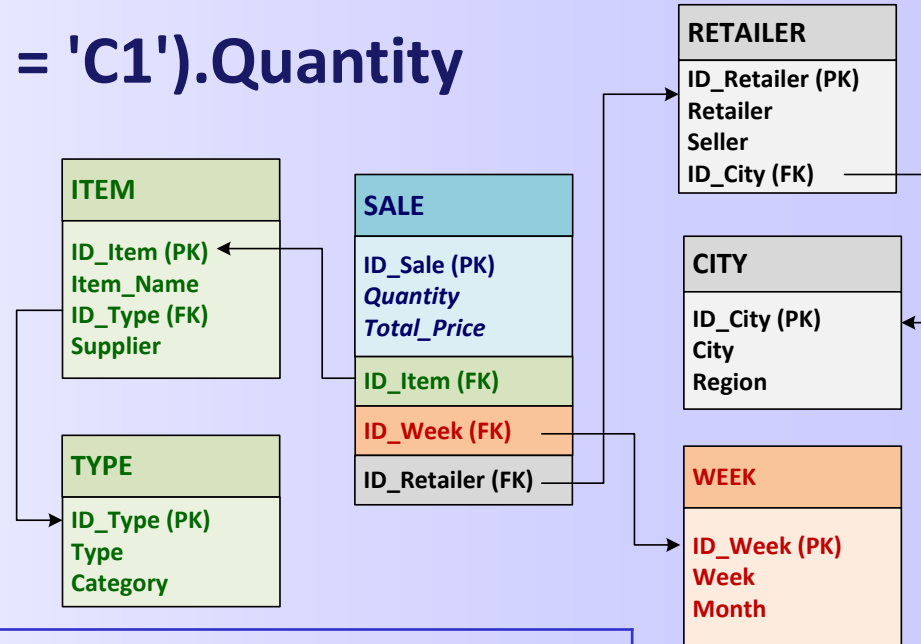 = 'C1').Quantity
ITEM
ID_Item (PK)
Item_Name
ID_Type (FK)
Supplier
TYPE
ID_Type (PK)
Type
Category
SALE
ID_Sale (PK)
Quantity
Total_Price
ID_Item (FK)
ID_Week (FK)
ID_Retailer (FK)
RETAILER
ID_Retailer (PK)
Retailer
Seller
ID_City (FK)
CITY
ID_City (PK)
City
Region
WEEK
ID_Week (PK)
Week
Month